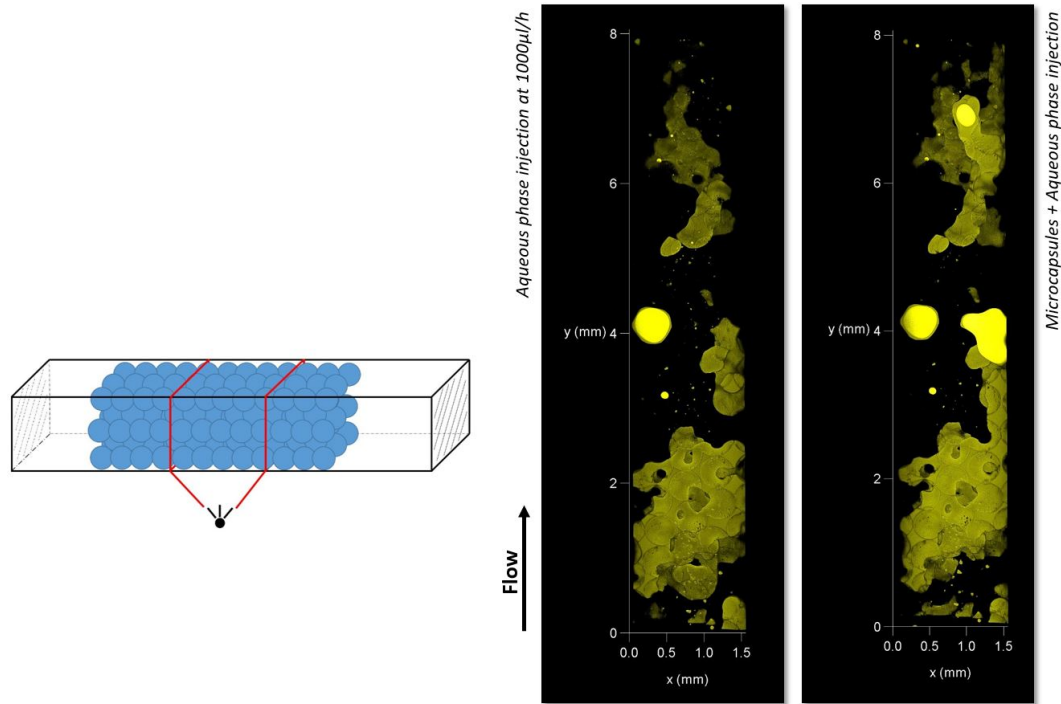 Aqueous phase injection at 1000µl/h
Flow
8
6
y (mm)
4
2
0
0.0 0.5 1.0 1.5
x (mm)
8
6
y (mm)
4
2
0
0.0 0.5 1.0 1.5
x (mm)
Microcapsules + Aqueous phase injection